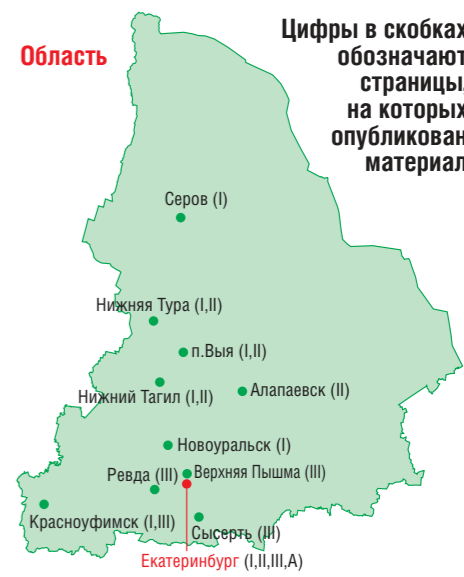 Область
Цифры в скобках
обозначают
страницы,
на которых
опубликован
материал
Серов (I)
Нижняя Тура (I,II)
п.Выя (I,II)
Нижний Тагил (I,II)
Алапаевск (II)
Новоуральск (I)
Ревда (III)
Верхняя Пышма (III)
Красноуфимск (I,III)
Сысерть (III)
Екатеринбург (I,II,III,А)